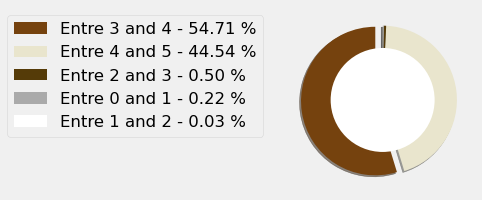 Entre 3 and 4 - 54.71 %
Entre 4 and 5 - 44.54 %
Entre 2 and 3 - 0.50 %
Entre 0 and 1 - 0.22 %
Entre 1 and 2 - 0.03 %